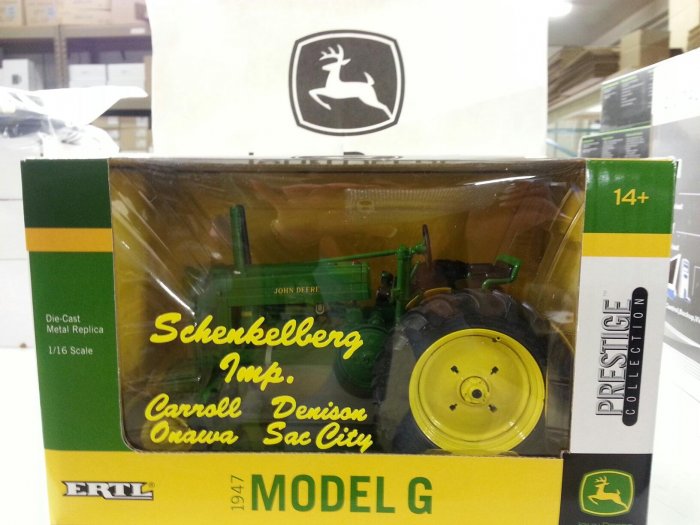 14+
Die-Cast
Metal Replica
1/16 Scale
JOHN DEERE
Schenkelberg
Imp.
Carroll Denison
Onawa Sac City
PRESTIGE
COLLECTION
ERTL
1947 MODEL G